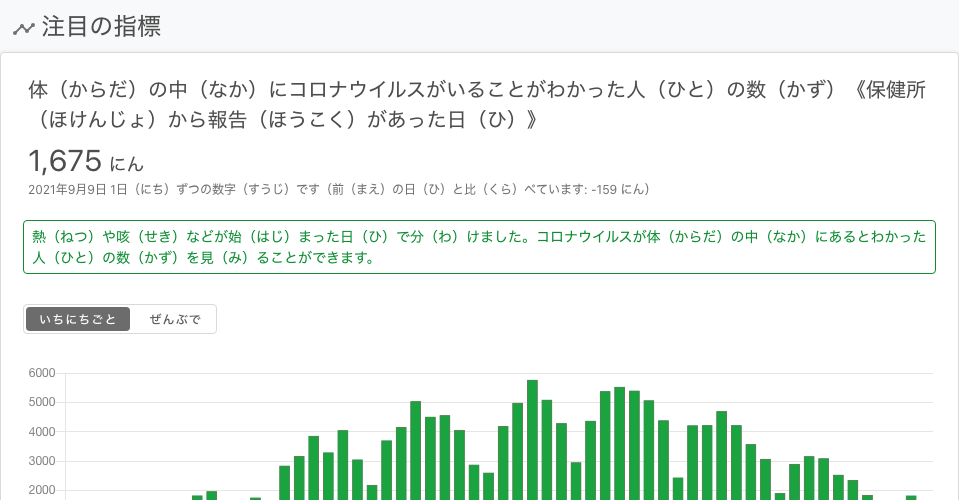 注目の指標
体（からだ）の中（なか）にコロナウイルスがいることがわかった人（ひと）の数（かず）《保健所
（ほけんじょ）から報告（ほうこく）があった日（ひ）》
1,675 にん
2021年9月9日 1日（にち）ずつの数字（すうじ）です（前（まえ）の日（ひ）と比（くら）べています: -159 にん）
熱（ねつ）や咳（せき）などが始（はじ）まった日（ひ）で分（わ）けました。コロナウイルスが体（からだ）の中（なか）にあるとわかった
人（ひと）の数（かず）を見（み）ることができます。
いちにちごと ぜんぶで
6000
5000
4000
3000
2000